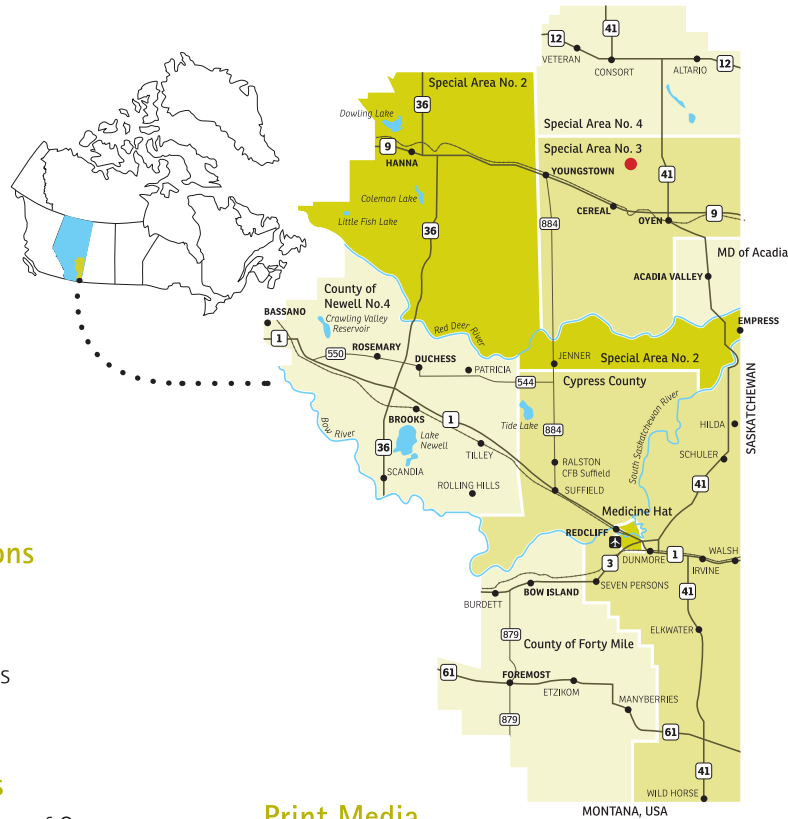 41
12
VETERAN
CONSORT
ALTARIO
12
Special Area No. 2
36
Dowling Lake
Special Area No. 4
9
HANNA
Special Area No. 3
YOUNGSTOWN
41
Coleman Lake
CEREAL
Little Fish Lake
OYEN
9
36
884
MD of Acadia
ACADIA VALLEY
County of
Newell No.4
BASSANO
Crawling Valley
Reservoir
Red Deer
River
EMPRESS
1
550
ROSEMARY
DUCHESS
PATRICIA
JENNER
Special Area No. 2
544
Cypress County
SASKATCHEWAN
BROOKS
1
Tide Lake
South Saskatchewan River
Bow River
36
Lake
Newell
884
HILDA
TILLEY
SCHULER
SCANDIA
RALSTON
CFB Suffield
ROLLING HILLS
SUFFIELD
41
Medicine Hat
REDCLIFF
ons
DUNMORE
1
WALSH
3
IRVINE
SEVEN PERSONS
41
BURDETT
BOW ISLAND
879
ELKWATER
County of Forty Mile
61
FOREMOST
ETZIKOM
s
MANYBERRIES
879
61
41
s
WILD HORSE
MONTANA, USA
Print Media